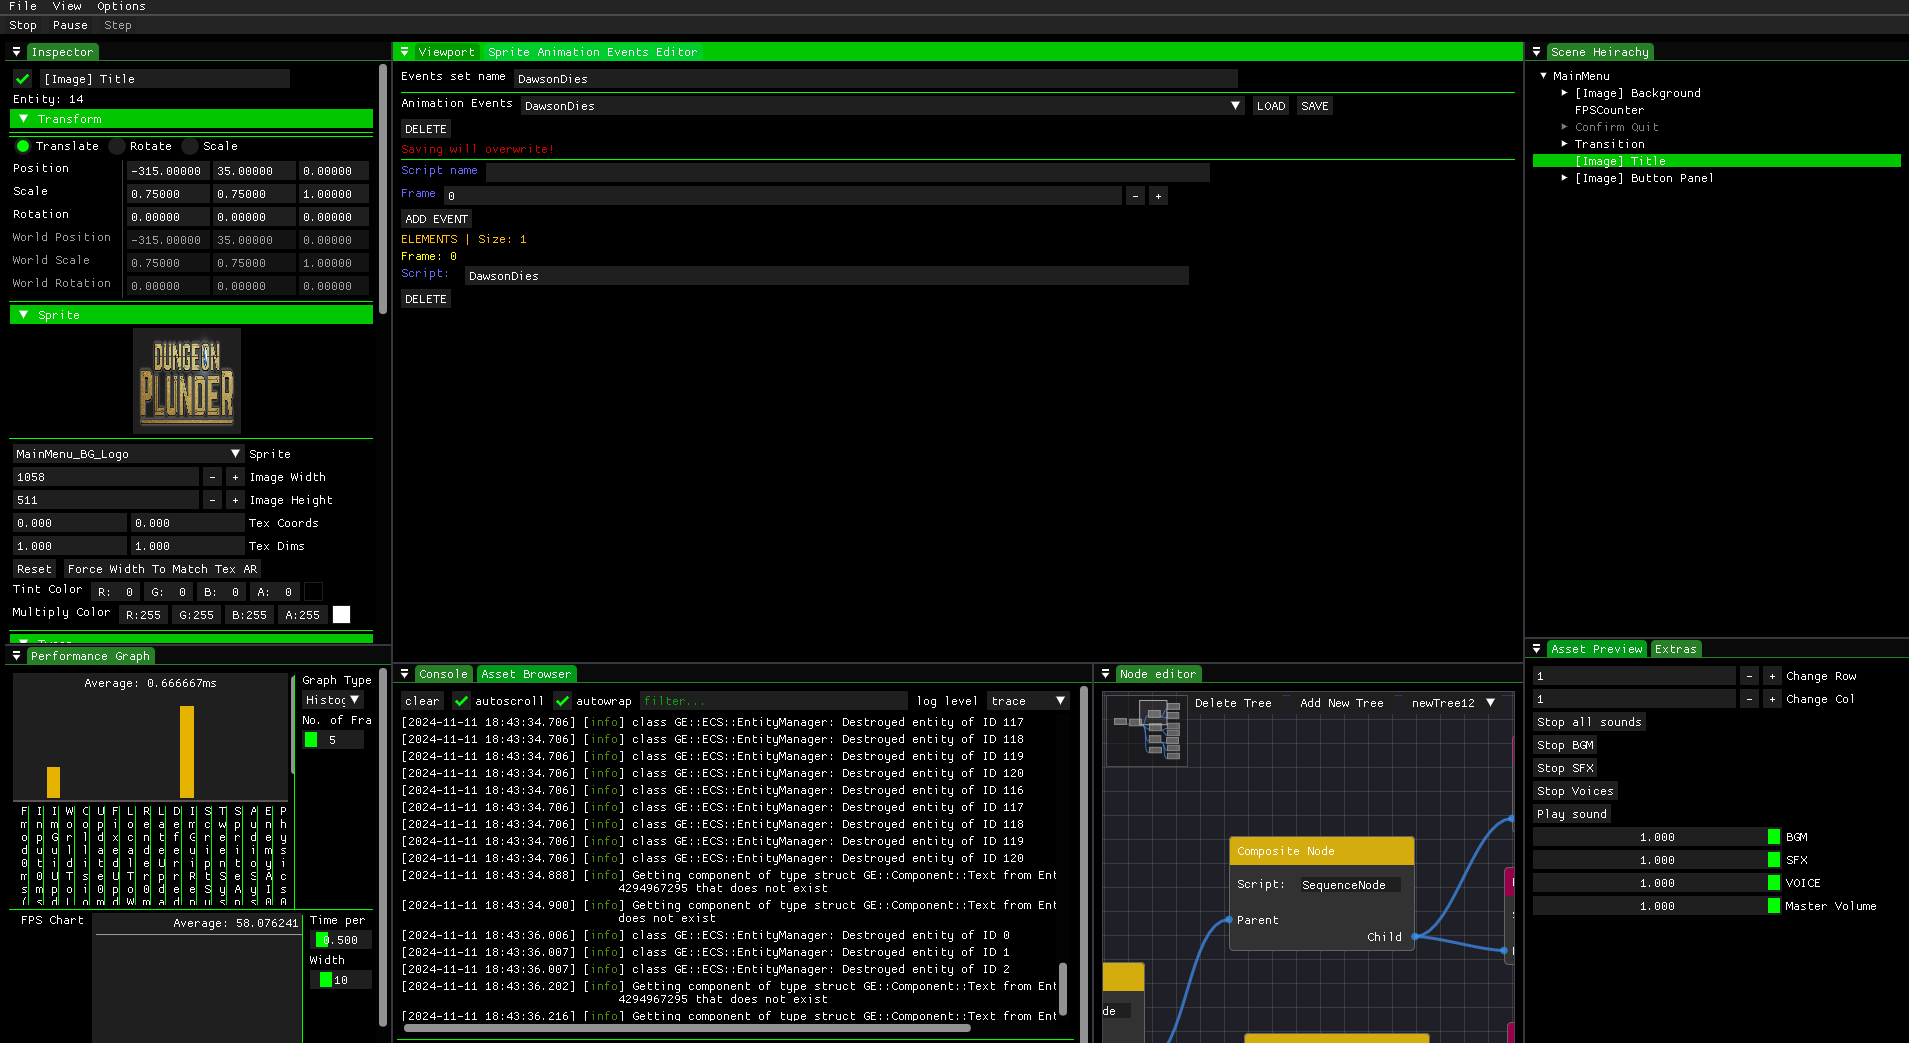 File View Options
Stop Pause Step
Inspector
[Image] Title
Entity: 14
Transform
Translate Rotate Scale
Position -315.00000 35.00000 0.00000
Scale 0.75000 0.75000 1.00000
Rotation 0.00000 0.00000 0.00000
World Position -315.00000 35.00000 0.00000
World Scale 0.75000 0.75000 1.00000
World Rotation 0.00000 0.00000 0.00000
Sprite
DUNGEON
PLUNDER
MainMenu_BG_Logo Sprite
1058 - + Image Width
511 - + Image Height
0.000 0.000 Tex Coords
1.000 1.000 Tex Dims
Reset Force Width To Match Tex AR
Tint Color R: 0 G: 0 B: 0 A: 0
Multiply Color R:255 G:255 B:255 A:255
Performance Graph
Average: 0.666667ms
Graph Type
Histog
No. of Fra
5
FPS Chart
Average: 58.076241
Time per
0.500
Width
10
Viewport Sprite Animation Events Editor
Events set name DawsonDies
Animation Events DawsonDies LOAD SAVE
DELETE
Saving will overwrite!
Script name
Frame 0 - +
ADD EVENT
ELEMENTS | Size: 1
Frame: 0
Script: DawsonDies
DELETE
Console Asset Browser
clear autoscroll autowrap filter... log level trace
[2024-11-11 18:43:34.706] [info] class GE::ECS::EntityManager: Destroyed entity of ID 117
[2024-11-11 18:43:34.706] [info] class GE::ECS::EntityManager: Destroyed entity of ID 118
[2024-11-11 18:43:34.706] [info] class GE::ECS::EntityManager: Destroyed entity of ID 119
[2024-11-11 18:43:34.706] [info] class GE::ECS::EntityManager: Destroyed entity of ID 120
[2024-11-11 18:43:34.706] [info] class GE::ECS::EntityManager: Destroyed entity of ID 116
[2024-11-11 18:43:34.706] [info] class GE::ECS::EntityManager: Destroyed entity of ID 117
[2024-11-11 18:43:34.706] [info] class GE::ECS::EntityManager: Destroyed entity of ID 118
[2024-11-11 18:43:34.706] [info] class GE::ECS::EntityManager: Destroyed entity of ID 119
[2024-11-11 18:43:34.706] [info] class GE::ECS::EntityManager: Destroyed entity of ID 120
[2024-11-11 18:43:34.888] [info] Getting component of type struct GE::Component::Text from Ent
4294967295 that does not exist
[2024-11-11 18:43:34.900] [info] Getting component of type struct GE::Component::Text from Ent
does not exist
[2024-11-11 18:43:36.006] [info] class GE::ECS::EntityManager: Destroyed entity of ID 0
[2024-11-11 18:43:36.007] [info] class GE::ECS::EntityManager: Destroyed entity of ID 1
[2024-11-11 18:43:36.007] [info] class GE::ECS::EntityManager: Destroyed entity of ID 2
[2024-11-11 18:43:36.202] [info] Getting component of type struct GE::Component::Text from Ent
4294967295 that does not exist
[2024-11-11 18:43:36.216] [info] Getting component of type struct GE::Component::Text from Ent
Node editor
Delete Tree Add New Tree newTree12
Composite Node
Script: SequenceNode
Parent
Child
de
Scene Heirachy
MainMenu
[Image] Background
FPSCounter
Confirm Quit
Transition
[Image] Title
[Image] Button Panel
Asset Preview Extras
1 - + Change Row
1 - + Change Col
Stop all sounds
Stop BGM
Stop SFX
Stop Voices
Play sound
1.000 BGM
1.000 SFX
1.000 VOICE
1.000 Master Volume